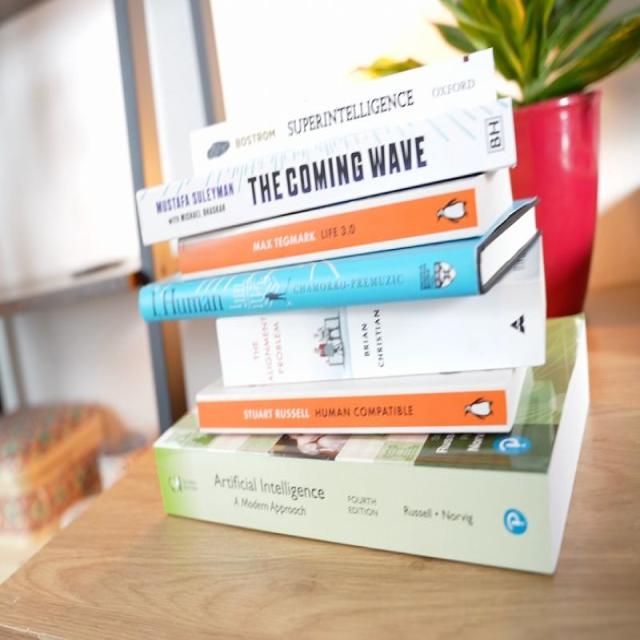 BOSTROM SUPERINTELLIGENCE OXFORD
MUSTAFA SULEYMAN
WITH MICHAEL BHASKAR
THE COMING WAVE
BH
MAX TEGMARK LIFE 3.0
I, Human
CHAMORRO-PREMUZIC
THE
ALIGNMENT
PROBLEM
BRIAN
CHRISTIAN
STUART RUSSELL HUMAN COMPATIBLE
Artificial Intelligence
A Modern Approach
FOURTH
EDITION
Russell • Norvig